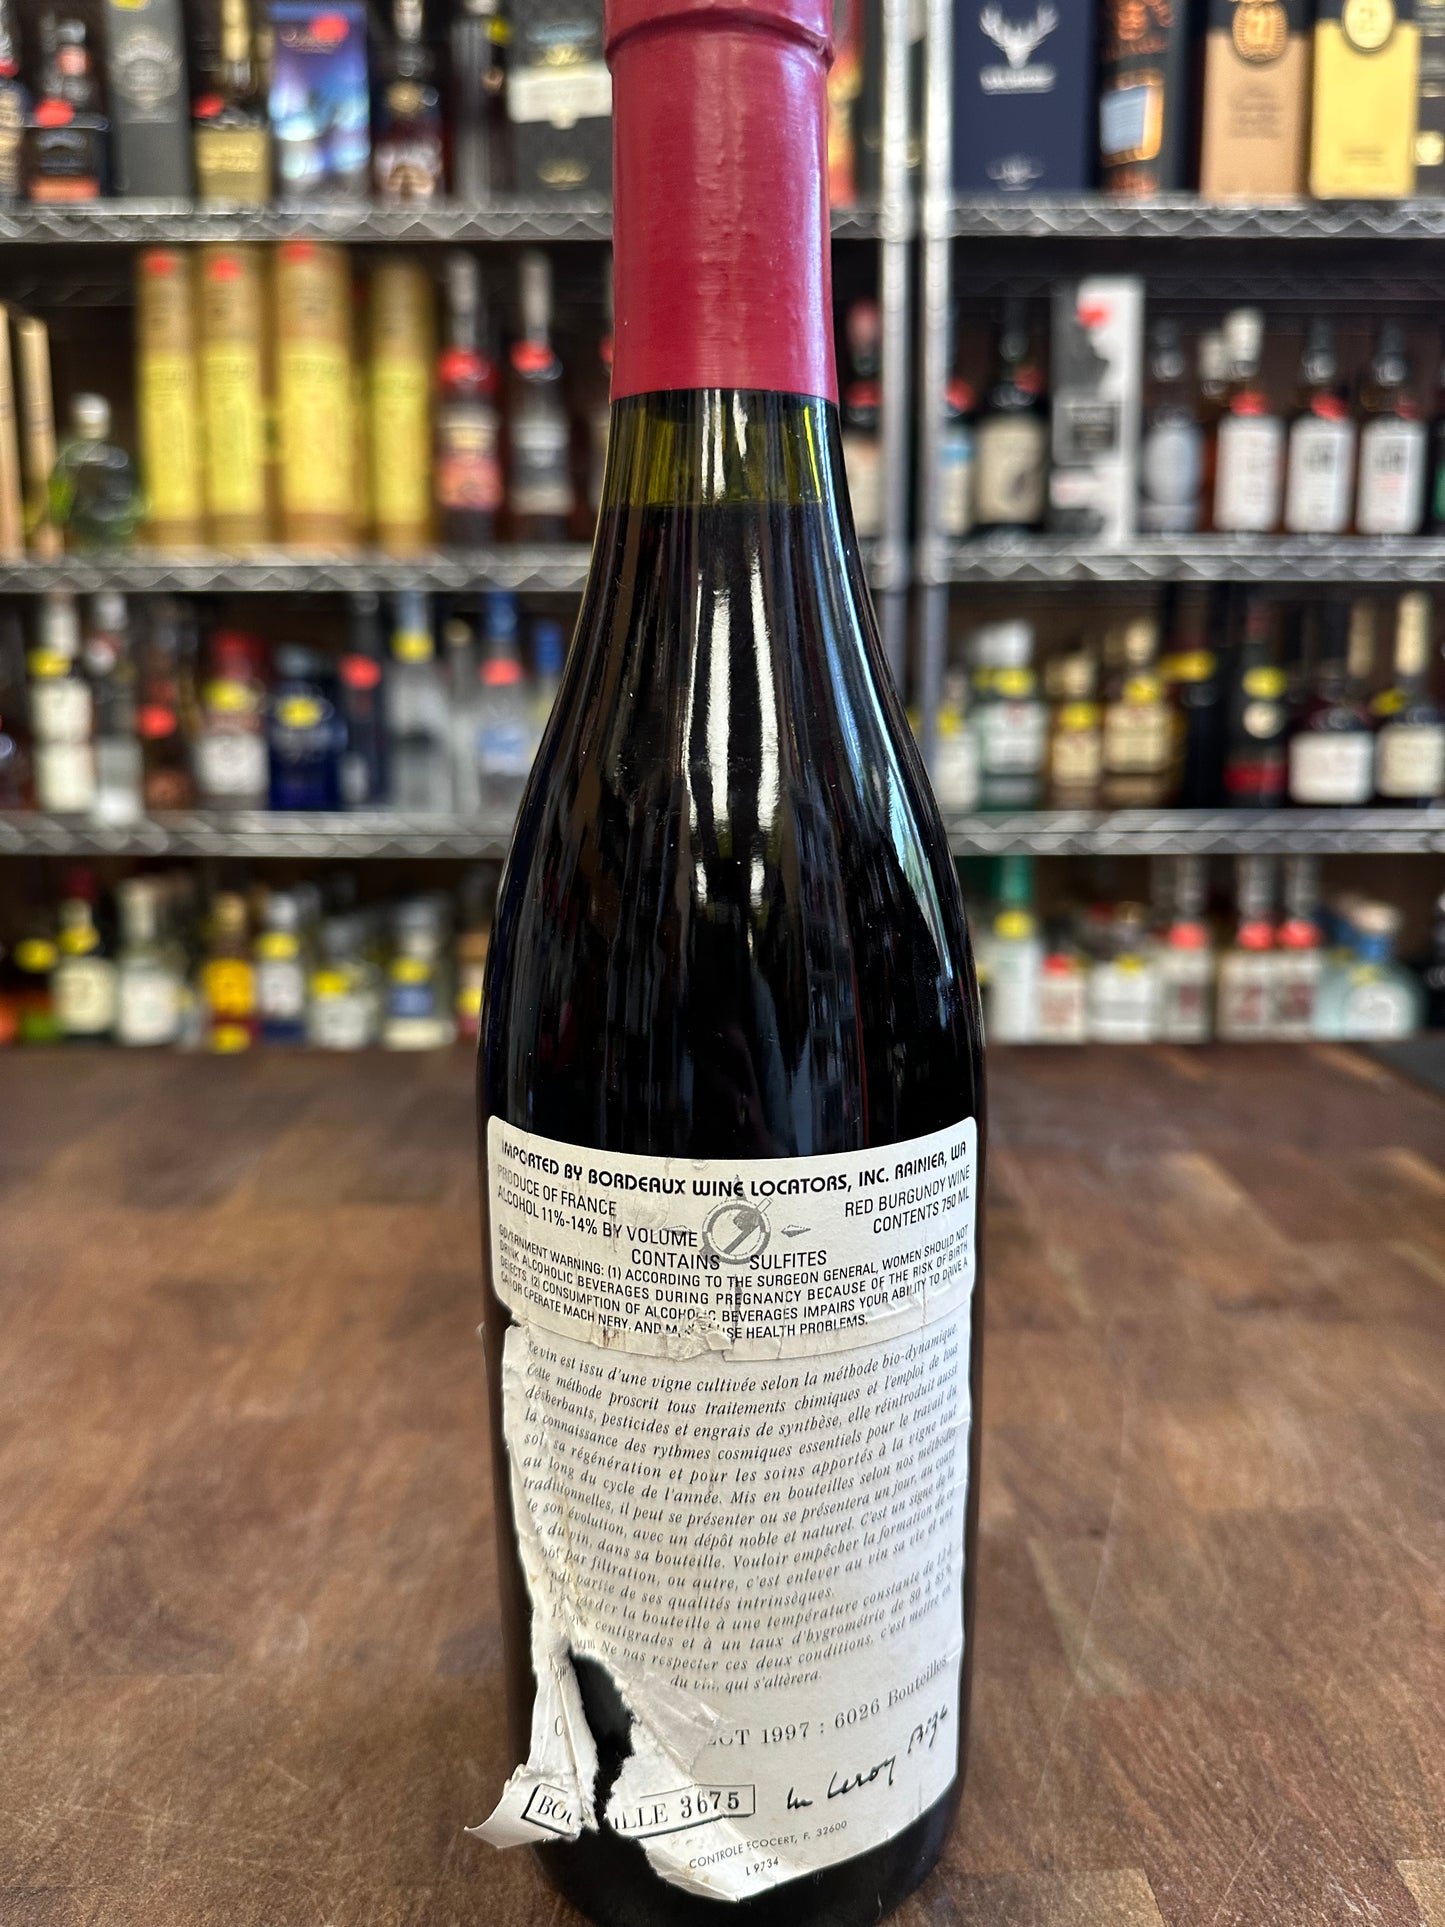 IMPORTED BY BORDEAUX WINE LOCATORS, INC. RAINIER, WA
PRODUCE OF FRANCE
RED BURGUNDY WINE
ALCOHOL 11%-14% BY VOLUME
CONTENTS 750 ML
CONTAINS SULFITES
GOVERNMENT WARNING: (1) ACCORDING TO THE SURGEON GENERAL, WOMEN SHOULD NOT
DRINK ALCOHOLIC BEVERAGES DURING PREGNANCY BECAUSE OF THE RISK OF BIRTH
DEFECTS. (2) CONSUMPTION OF ALCOHOLIC BEVERAGES IMPAIRS YOUR ABILITY TO DRIVE A
CAR OR OPERATE MACHINERY, AND MAY CAUSE HEALTH PROBLEMS.
Ce vin est issu d'une vigne cultivée selon la méthode bio-dynamique.
Cette méthode proscrit tous traitements chimiques et l'emploi de tous
désherbants, pesticides et engrais de synthèse, elle réintroduit aussi
la connaissance des rythmes cosmiques essentiels pour le travail du
sol, sa régénération et pour les soins apportés à la vigne tout
au long du cycle de l'année. Mis en bouteilles selon nos méthodes
traditionnelles, il peut se présenter ou se présentera un jour, au cours
de son évolution, avec un dépôt noble et naturel. C'est un signe de la
du vin, dans sa bouteille. Vouloir empêcher la formation de ce
par filtration, ou autre, c'est enlever au vin sa vie et une
partie de ses qualités intrinsèques.
garder la bouteille à une température constante de 12 à
centigrades et à un taux d'hygrométrie de 80 à 85%
Ne pas respecter ces deux conditions, c'est mettre en
du vin, qui s'altèrera.
1997 : 6026 Bouteilles
BOUTEILLE 3675
Leroy Bize
CONTROLE ECOCERT, F. 32600
L 9734